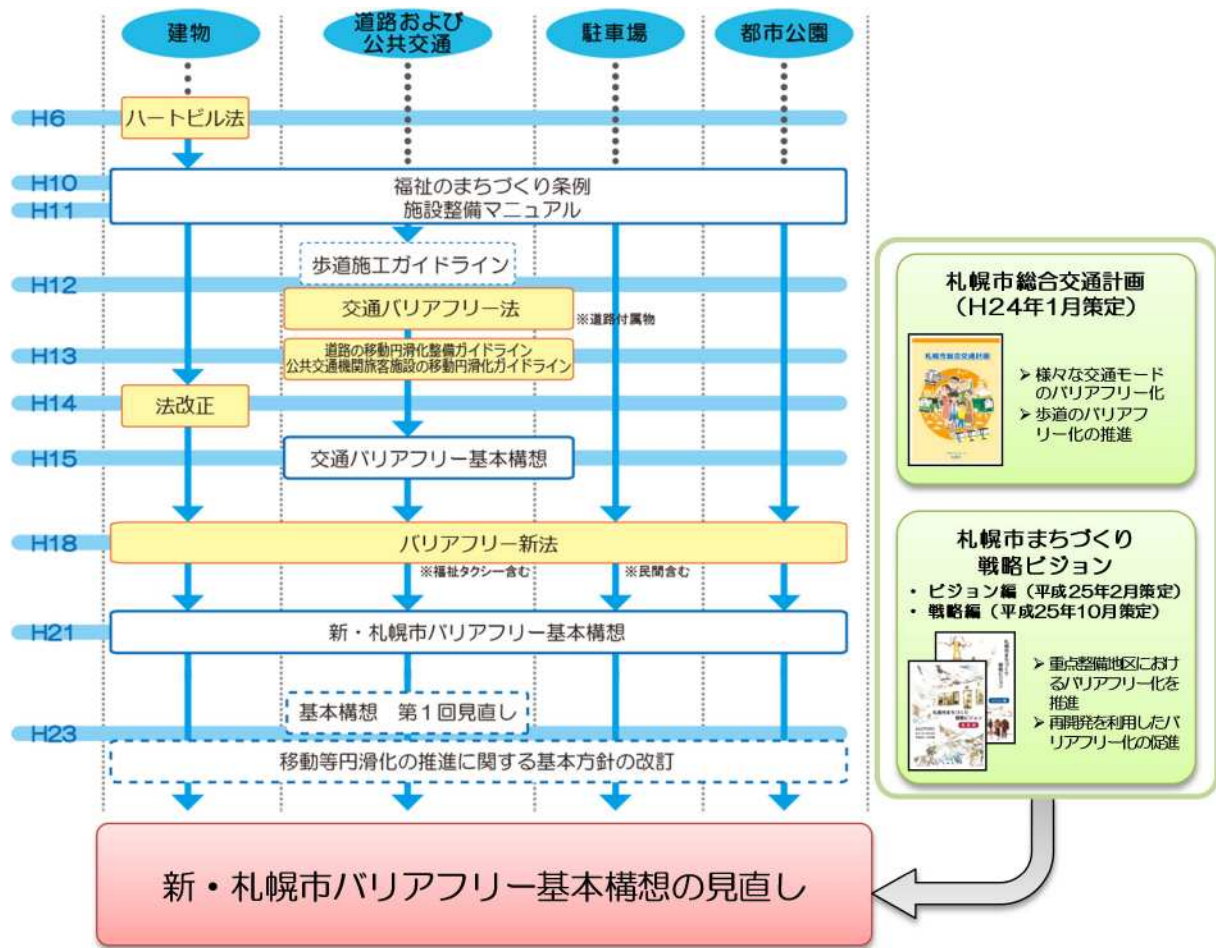 建物
道路および
公共交通
駐車場
都市公園
H6
ハートビル法
H10
福祉のまちづくり条例
H11
施設整備マニュアル
歩道施工ガイドライン
H12
交通バリアフリー法
※道路付属物
H13
道路の移動円滑化整備ガイドライン
公共交通機関旅客施設の移動円滑化ガイドライン
H14
法改正
H15
交通バリアフリー基本構想
H18
バリアフリー新法
※福祉タクシー含む
※民間含む
H21
新・札幌市バリアフリー基本構想
基本構想 第1回見直し
H23
移動等円滑化の推進に関する基本方針の改訂
新・札幌市バリアフリー基本構想の見直し
札幌市総合交通計画
(H24年1月策定)
札幌市総合交通計画
➢ 様々な交通モード
のバリアフリー化
➢ 歩道のバリアフ
リー化の推進
札幌市まちづくり
戦略ビジョン
・ ビジョン編(平成25年2月策定)
・ 戦略編(平成25年10月策定)
札幌市まちづくり
戦略ビジョン
➢ 重点整備地区におけ
るバリアフリー化を
推進
➢ 再開発を利用したバ
リアフリー化の促進